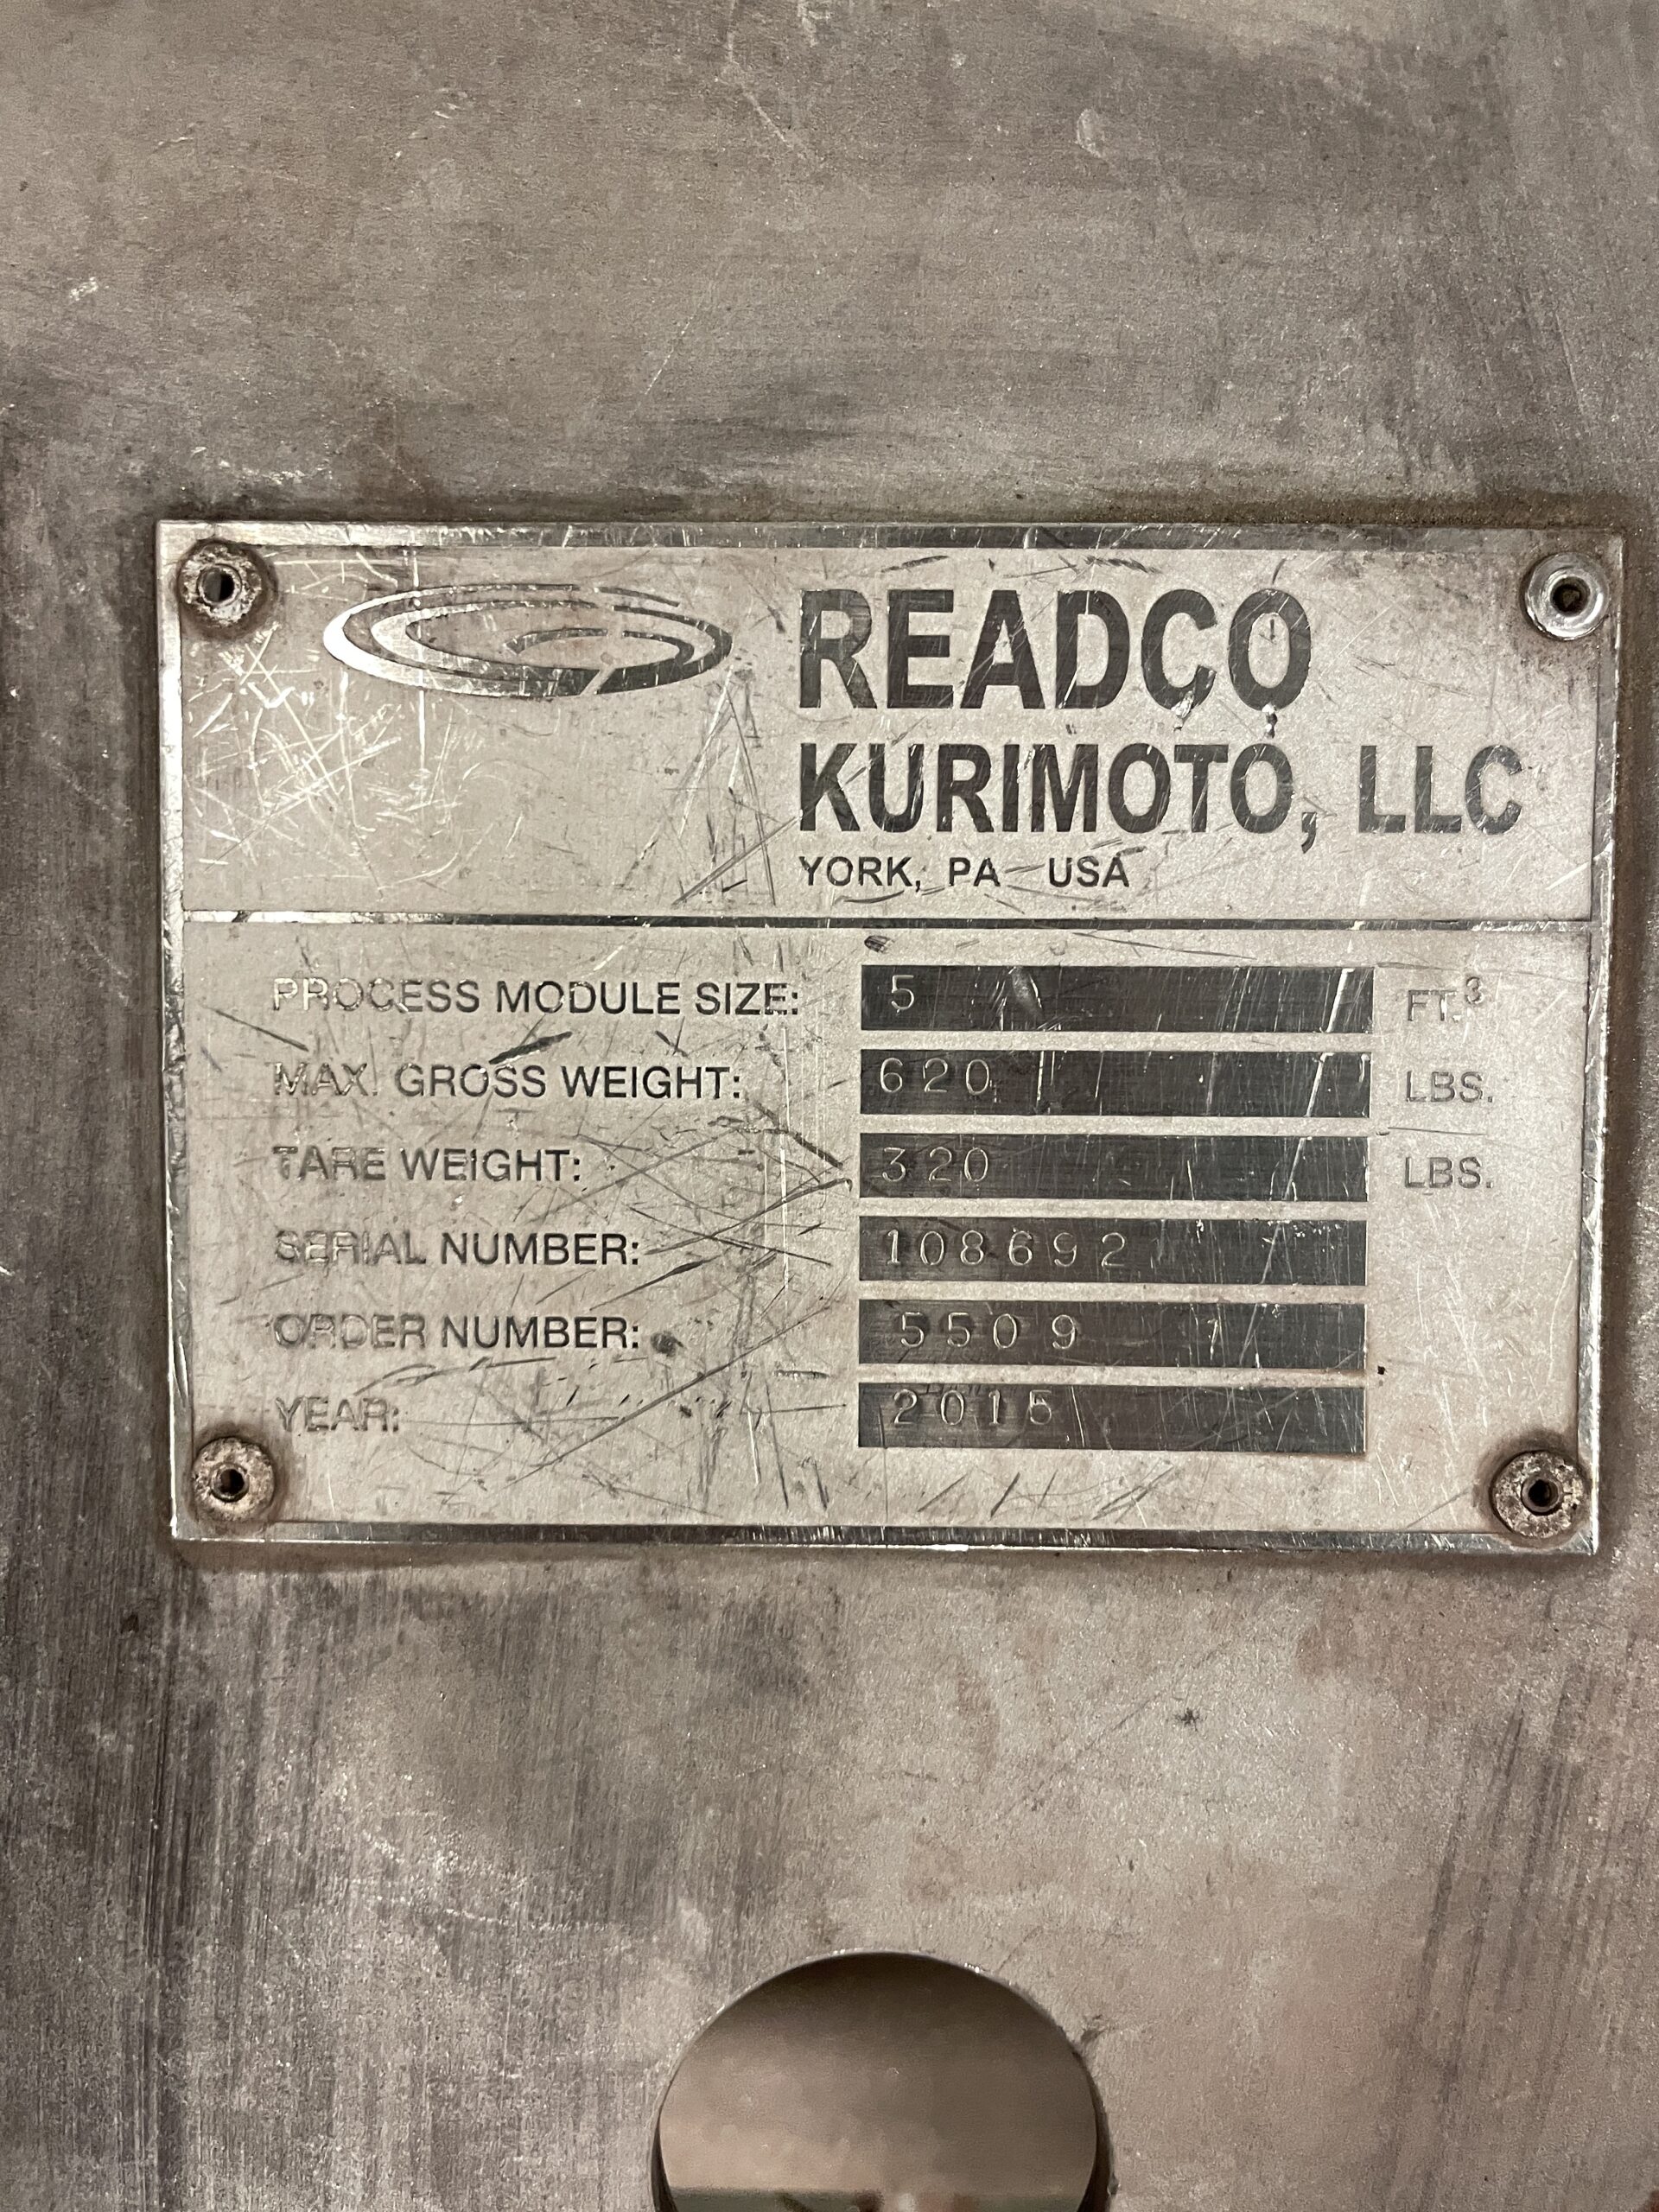 READCO
KURIMOTO, LLC
YORK, PA USA
PROCESS MODULE SIZE: 5 FT.³
MAX. GROSS WEIGHT: 620 LBS.
TARE WEIGHT: 320 LBS.
SERIAL NUMBER: 108692
ORDER NUMBER: 5509
YEAR: 2015